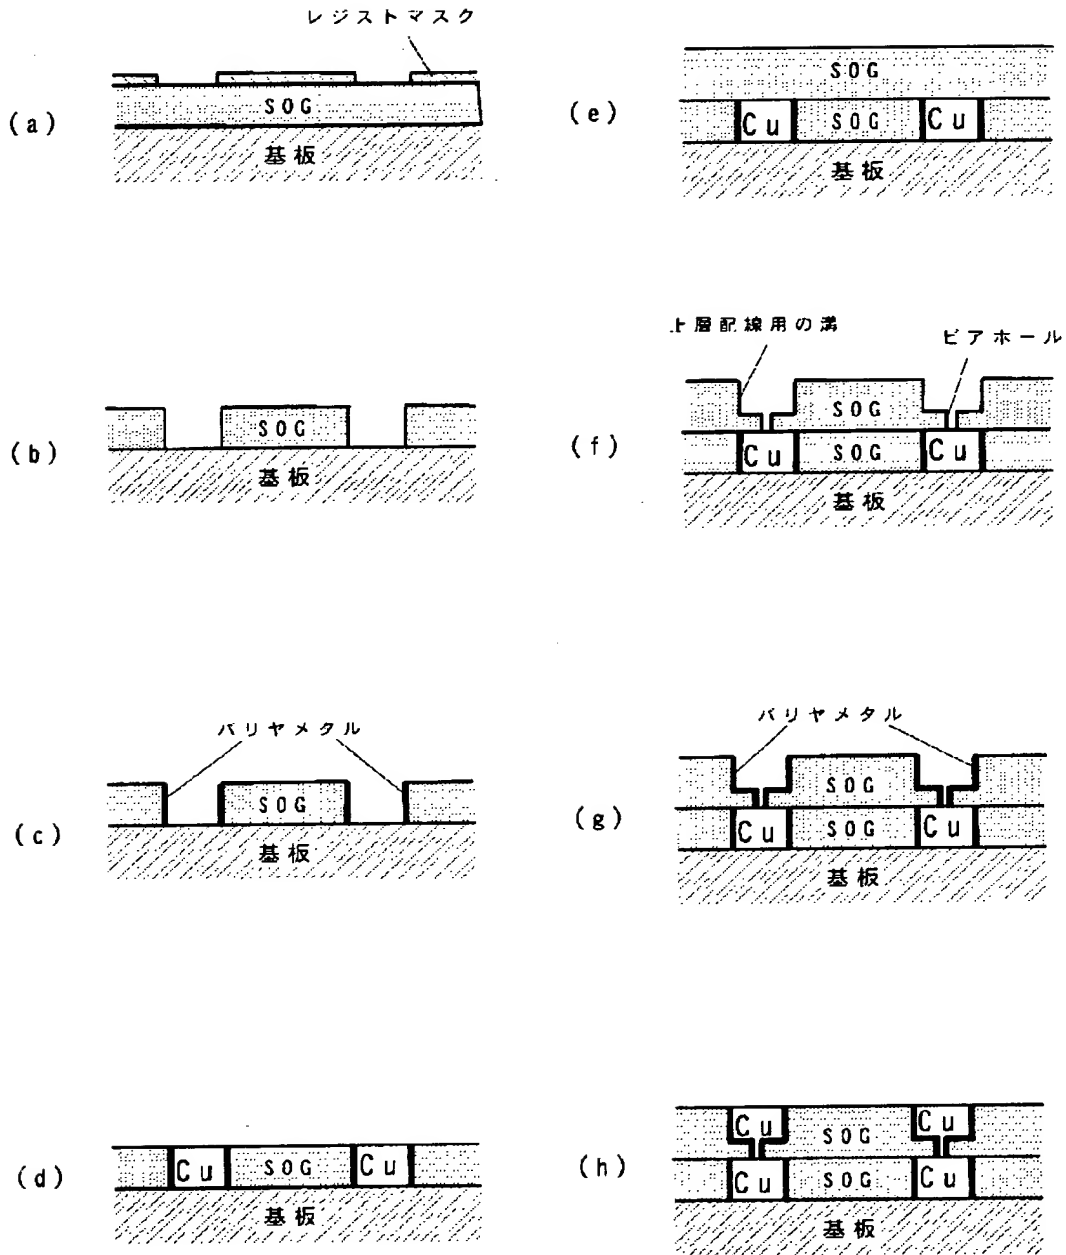 レジストマスク
(a)
SOG
基板
(b)
SOG
基板
バリヤメタル
(c)
SOG
基板
(d)
Cu SOG Cu
基板
SOG
(e)
Cu SOG Cu
基板
上層配線用の溝
ビアホール
SOG
(f)
Cu SOG Cu
基板
バリヤメタル
SOG
(g)
Cu SOG Cu
基板
Cu SOG Cu
(h)
Cu SOG Cu
基板